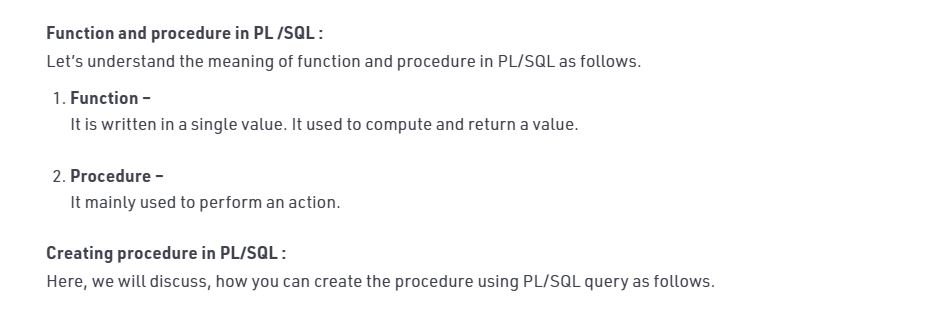 Function and procedure in PL /SQL :
Let’s understand the meaning of function and procedure in PL/SQL as follows.
1. Function –
It is written in a single value. It used to compute and return a value.
2. Procedure –
It mainly used to perform an action.
Creating procedure in PL/SQL :
Here, we will discuss, how you can create the procedure using PL/SQL query as follows.